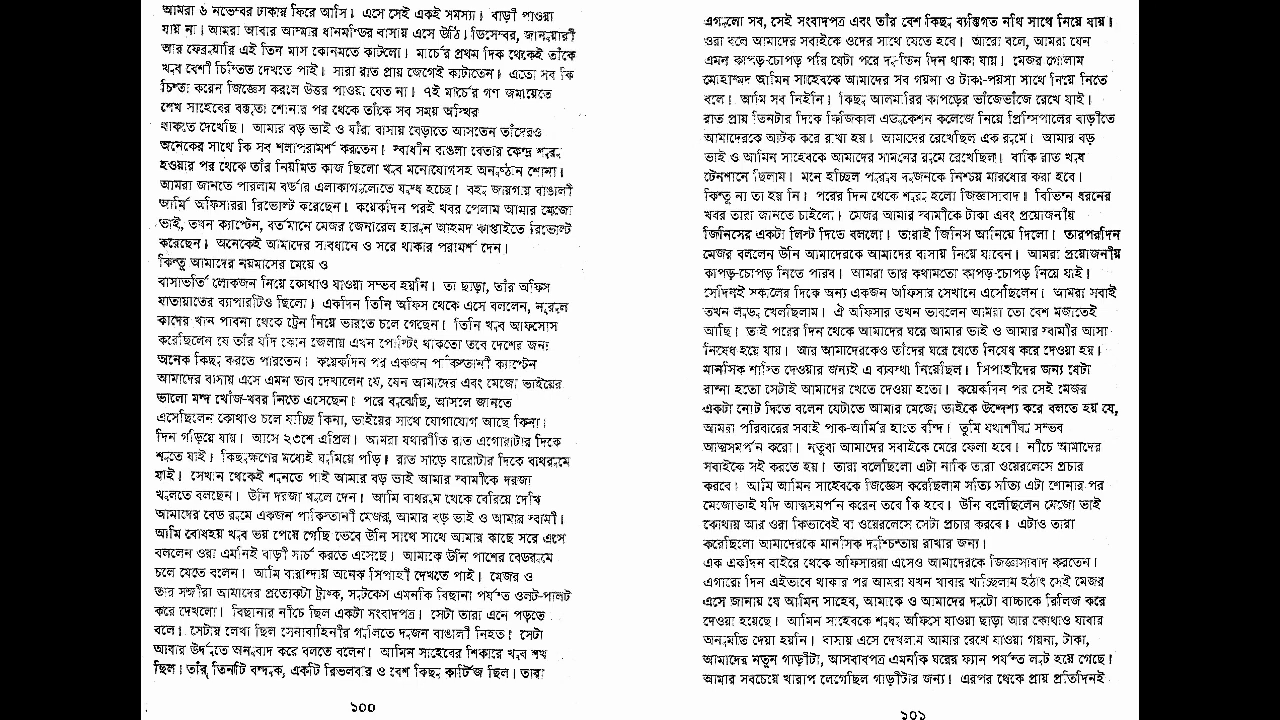 আমরা ৬ নভেম্বর ঢাকায় ফিরে আসি। এসে সেই একই সমস্যা। বাড়ী পাওয়া
যায় না। আমরা আবার আম্মার ধানমন্ডির বাসায় এসে উঠি। ডিসেম্বর, জানুয়ারী
আর ফেব্রুয়ারি এই তিন মাস কোনমতে কাটলো। মার্চের প্রথম দিক থেকেই তাঁকে
খুব বেশী চিন্তিত দেখতে পাই। সারা রাত প্রায় জেগেই কাটাতেন। এতো সব কি
চিন্তা করেন জিজ্ঞেস করলে উত্তর পাওয়া যেত না। ৭ই মার্চের গণ জমায়েতে
শেখ সাহেবের বক্তৃতা শোনার পর থেকে তাঁকে সব সময় অস্থির
থাকতে দেখেছি। আমার বড় ভাই ও যাঁরা বাসায় বেড়াতে আসতেন তাঁদেরও
অনেকের সাথে কি সব শলাপরামর্শ করতেন। স্বাধীন বাঙলা বেতার কেন্দ্র শুরু
হওয়ার পর থেকে তাঁর নিয়মিত কাজ ছিলো খুব মনোযোগসহ অনুষ্ঠান শোনা।
আমরা জানতে পারলাম বর্ডার এলাকাগুলোতে যুদ্ধ হচ্ছে। বহু জায়গায় বাঙালী
আর্মি অফিসাররা রিভোল্ট করেছেন। কয়েকদিন পরই খবর পেলাম আমার মেজো
ভাই, তখন ক্যাপ্টেন, বর্তমানে মেজর জেনারেল হারুন আহমদ কাপ্তাইতে রিভোল্ট
করেছেন। অনেকেই আমাদের সাবধানে ও সরে থাকার পরামর্শ দেন।
কিন্তু আমাদের নয়মাসের মেয়ে ও
বাসাভর্তি লোকজন নিয়ে কোথাও যাওয়া সম্ভব হয়নি। তা ছাড়া, তাঁর অফিস
যাতায়াতের ব্যাপারটিও ছিলো। একদিন তিনি অফিস থেকে এসে বললেন, নূরুল
কাদের খান পাবনা থেকে ট্রেন নিয়ে ভারতে চলে গেছেন। তিনি খুব আফসোস
করেছিলেন যে তাঁর যদি কোন জেলায় এখন পোস্টিং থাকতো তবে দেশের জন্য
অনেক কিছু করতে পারতেন। কয়েকদিন পর একজন পাকিস্তানী ক্যাপ্টেন
আমাদের বাসায় এসে এমন ভাব দেখালেন যে, যেন আমাদের এবং মেজো ভাইয়ের
ভালো মন্দ খোঁজ-খবর নিতে এসেছেন। পরে বুঝেছি, আসলে জানতে
এসেছিলেন কোথাও চলে যাচ্ছি কিনা, ভাইয়ের সাথে যোগাযোগ আছে কিনা।
দিন গড়িয়ে যায়। আসে ২৩শে এপ্রিল। আমরা যথারীতি রাত এগোরাটার দিকে
শুতে যাই। কিছুক্ষণের মধ্যেই ঘুমিয়ে পড়ি। রাত সাড়ে বারোটার দিকে বাথরুমে
যাই। সেখান থেকেই শুনতে পাই আমার বড় ভাই আমার স্বামীকে দরজা
খুলতে বলছেন। উনি দরজা খুলে দেন। আমি বাথরুম থেকে বেরিয়ে দেখি
আমাদের বেড রুমে একজন পাকিস্তানী মেজর, আমার বড় ভাই ও আমার স্বামী।
আমি বোধহয় খুব ভয় পেয়ে গেছি ভেবে উনি সাথে সাথে আমার কাছে সরে এসে
বললেন ওরা এমনিই বাড়ী সার্চ করতে এসেছে। আমাকে উনি পাশের বেডরুমে
চলে যেতে বলেন। আমি বারান্দায় অনেক সিপাহী দেখতে পাই। মেজর ও
তার সঙ্গীরা আমাদের প্রত্যেকটা ট্রাঙ্ক, সুটকেস এমনকি বিছানা পর্যন্ত ওলট-পালট
করে দেখলো। বিছানার নীচে ছিল একটা সংবাদপত্র। সেটা তারা এনে পড়তে
বলে। সেটায় লেখা ছিল সেনাবাহিনীর গুলিতে দুজন বাঙালী নিহত। সেটা
আবার উর্দুতে অনুবাদ করে বলতে বলেন। আমিন সাহেবের শিকারে খুব শখ
ছিল। তাঁর তিনটি বন্দুক, একটি রিভলবার ও বেশ কিছু কার্টিজ ছিল। তারা
১০০
এগুলো সব, সেই সংবাদপত্র এবং তাঁর বেশ কিছু ব্যক্তিগত নথি সাথে নিয়ে যায়।
ওরা বলে আমাদের সবাইকে ওদের সাথে যেতে হবে। আরো বলে, আমরা যেন
এমন কাপড়-চোপড় পরি যেটা পরে দু'তিন দিন থাকা যায়। মেজর গোলাম
মোহাম্মদ আমিন সাহেবকে আমাদের সব গয়না ও টাকা-পয়সা সাথে নিয়ে নিতে
বলে। আমি সব নিইনি। কিছু আলমারির কাপড়ের ভাঁজেভাঁজে রেখে যাই।
রাত প্রায় তিনটার দিকে ফিজিকাল এডুকেশন কলেজে নিয়ে প্রিন্সিপালের বাড়ীতে
আমাদেরকে আটক করে রাখা হয়। আমাদের রেখেছিল এক রুমে। আমার বড়
ভাই ও আমিন সাহেবকে আমাদের সামনের রুমে রেখেছিল। বাকি রাত খুব
টেনশানে ছিলাম। মনে হচ্ছিল পুরুষ দুজনকে নিশ্চয় মারধোর করা হবে।
কিন্তু না তা হয় নি। পরের দিন থেকে শুরু হলো জিজ্ঞাসাবাদ। বিভিন্ন ধরনের
খবর তারা জানতে চাইলো। মেজর আমার স্বামীকে টাকা এবং প্রয়োজনীয়
জিনিসের একটা লিস্ট দিতে বললো। তারাই জিনিস আনিয়ে দিলো। তারপরদিন
মেজর বললেন উনি আমাদেরকে আমাদের বাসায় নিয়ে যাবেন। আমরা প্রয়োজনীয়
কাপড়-চোপড় নিতে পারব। আমরা তার কথামতো কাপড়-চোপড় নিয়ে যাই।
সেদিনই সকালের দিকে অন্য একজন অফিসার সেখানে এসেছিলেন। আমরা সবাই
তখন লুডু খেলছিলাম। ঐ অফিসার তখন ভাবলেন আমরা তো বেশ মজাতেই
আছি। তাই পরের দিন থেকে আমাদের ঘরে আমার ভাই ও আমার স্বামীর আসা
নিষেধ হয়ে যায়। আর আমাদেরকেও তাঁদের ঘরে যেতে নিষেধ করে দেওয়া হয়।
মানসিক শাস্তি দেওয়ার জন্যই এ ব্যবস্থা নিয়েছিল। সিপাহীদের জন্য যেটা
রান্না হতো সেটাই আমাদের খেতে দেওয়া হতো। কয়েকদিন পর সেই মেজর
একটা নোট দিতে বলেন যেটাতে আমার মেজো ভাইকে উদ্দেশ্য করে বলতে হয় যে,
আমরা পরিবারের সবাই পাক-আর্মির হাতে বন্দি। তুমি যথাশীঘ্র সম্ভব
আত্মসমর্পন করো। নতুবা আমাদের সবাইকে মেরে ফেলা হবে। নীচে আমাদের
সবাইকে সই করতে হয়। তারা বলেছিলো এটা নাকি তারা ওয়েরলেসে প্রচার
করবে। আমি আমিন সাহেবকে জিজ্ঞেস করেছিলাম সত্যি সত্যি এটা শোনার পর
মেজোভাই যদি আত্মসমর্পন করেন তবে কি হবে। উনি বলেছিলেন মেজো ভাই
কোথায় আর ওরা কিভাবেই বা ওয়েরলেসে সেটা প্রচার করবে। এটাও তারা
করেছিলো আমাদেরকে মানসিক দুশ্চিন্তায় রাখার জন্য।
এক একদিন বাইরে থেকে অফিসাররা এসেও আমাদেরকে জিজ্ঞাসাবাদ করতেন।
এগারো দিন এইভাবে থাকার পর আমরা যখন খাবার খাচ্ছিলাম হঠাৎ সেই মেজর
এসে জানায় যে আমিন সাহেব, আমাকে ও আমাদের দুটো বাচ্চাকে রিলিজ করে
দেওয়া হয়েছে। আমিন সাহেবকে শুধু অফিসে যাওয়া ছাড়া আর কোথাও যাবার
অনুমতি দেয়া হয়নি। বাসায় এসে দেখলাম আমার রেখে যাওয়া গয়না, টাকা,
আমাদের নতুন গাড়ীটা, আসবাবপত্র এমনকি ঘরের ফ্যান পর্যন্ত লুট হয়ে গেছে।
আমার সবচেয়ে খারাপ লেগেছিল গাড়ীটার জন্য। এরপর থেকে প্রায় প্রতিদিনই
১০১